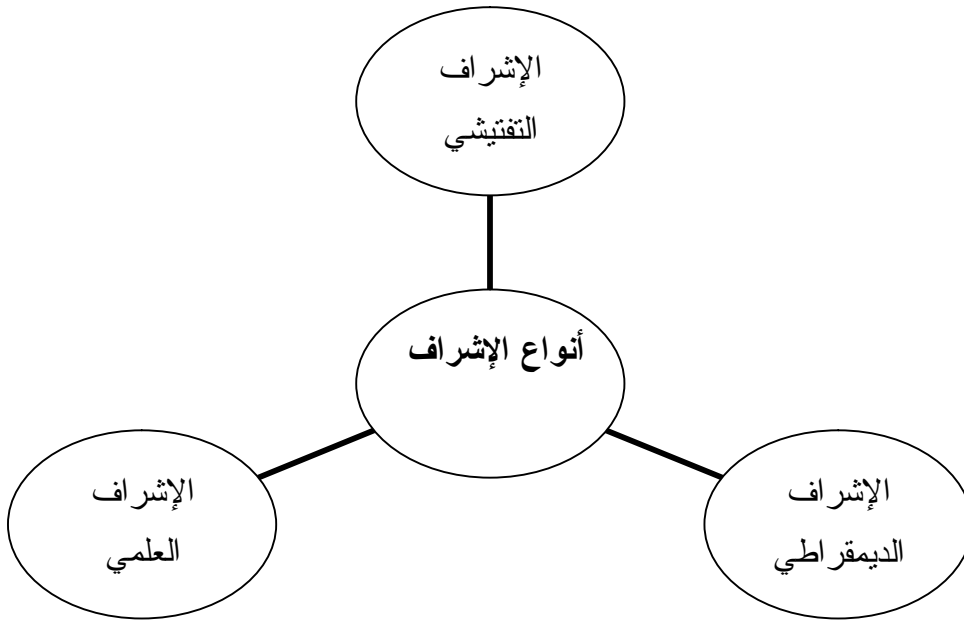 الإشراف
التفتيشي
أنواع الإشراف
الإشراف
الديمقراطي
الإشراف
العلمي